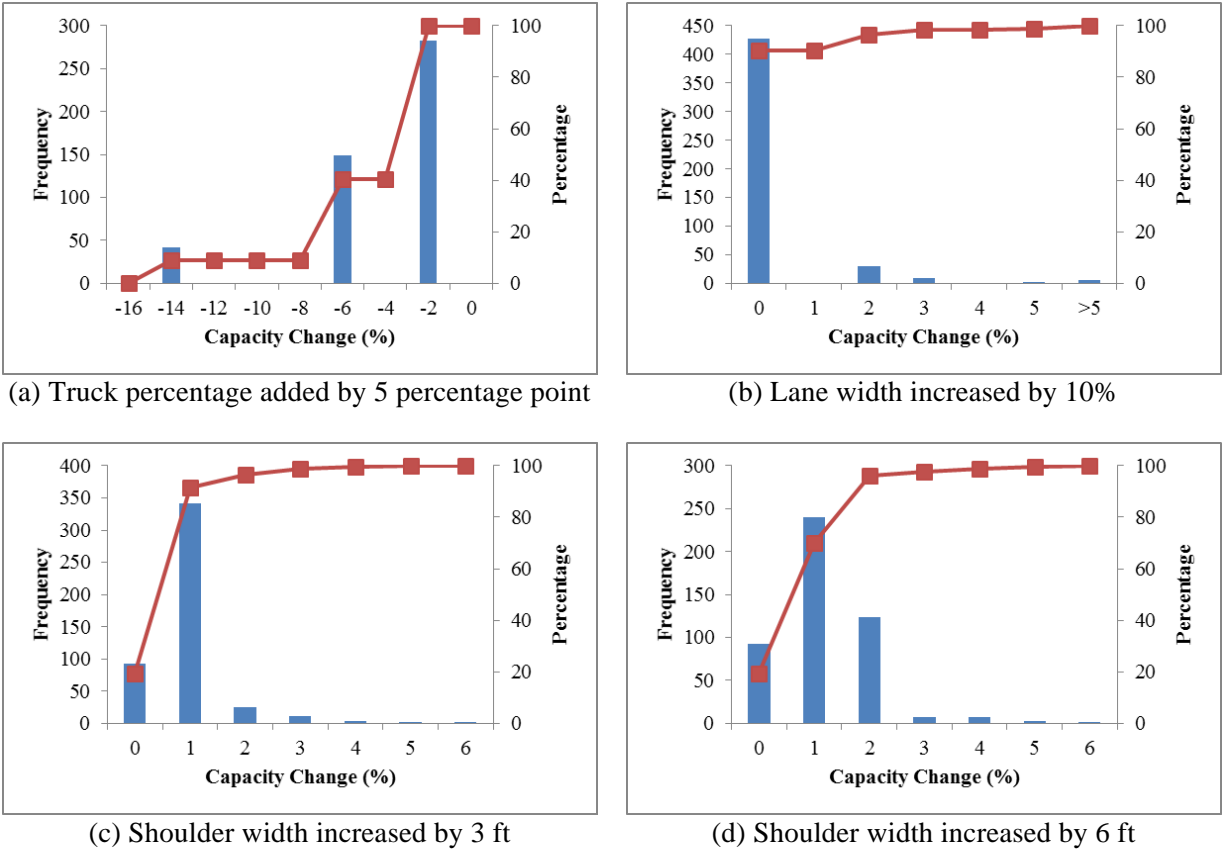 300
250
200
150
100
50
0
Frequency
100
80
60
40
20
0
Percentage
-16 -14 -12 -10 -8 -6 -4 -2 0
Capacity Change (%)
(a) Truck percentage added by 5 percentage point
450
400
350
300
250
200
150
100
50
0
Frequency
100
80
60
40
20
0
Percentage
0 1 2 3 4 5 >5
Capacity Change (%)
(b) Lane width increased by 10%
400
350
300
250
200
150
100
50
0
Frequency
100
80
60
40
20
0
Percentage
0 1 2 3 4 5 6
Capacity Change (%)
(c) Shoulder width increased by 3 ft
300
250
200
150
100
50
0
Frequency
100
80
60
40
20
0
Percentage
0 1 2 3 4 5 6
Capacity Change (%)
(d) Shoulder width increased by 6 ft